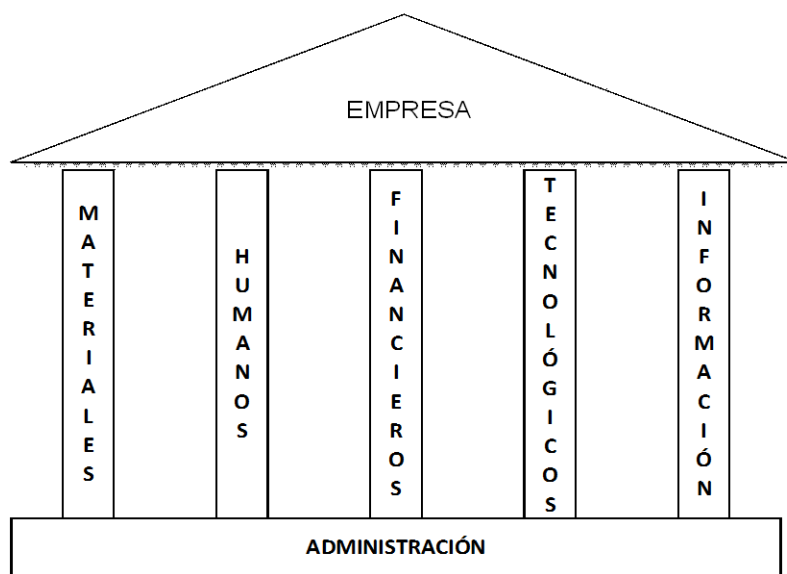 EMPRESA
MATERIALES
HUMANOS
FINANCIEROS
TECNOLÓGICOS
INFORMACIÓN
ADMINISTRACIÓN